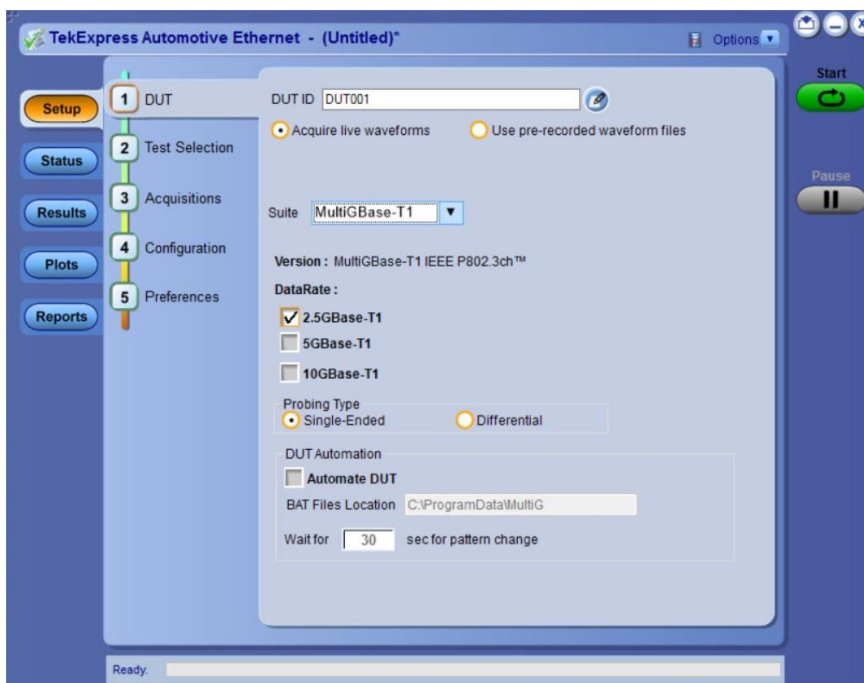 TekExpress Automotive Ethernet - (Untitled)*
Options
Start
Pause
Setup
Status
Results
Plots
Reports
1 DUT
2 Test Selection
3 Acquisitions
4 Configuration
5 Preferences
DUT ID DUT001
Acquire live waveforms Use pre-recorded waveform files
Suite MultiGBase-T1
Version : MultiGBase-T1 IEEE P802.3ch™
DataRate :
2.5GBase-T1
5GBase-T1
10GBase-T1
Probing Type
Single-Ended Differential
DUT Automation
Automate DUT
BAT Files Location C:\ProgramData\MultiG
Wait for 30 sec for pattern change
Ready.